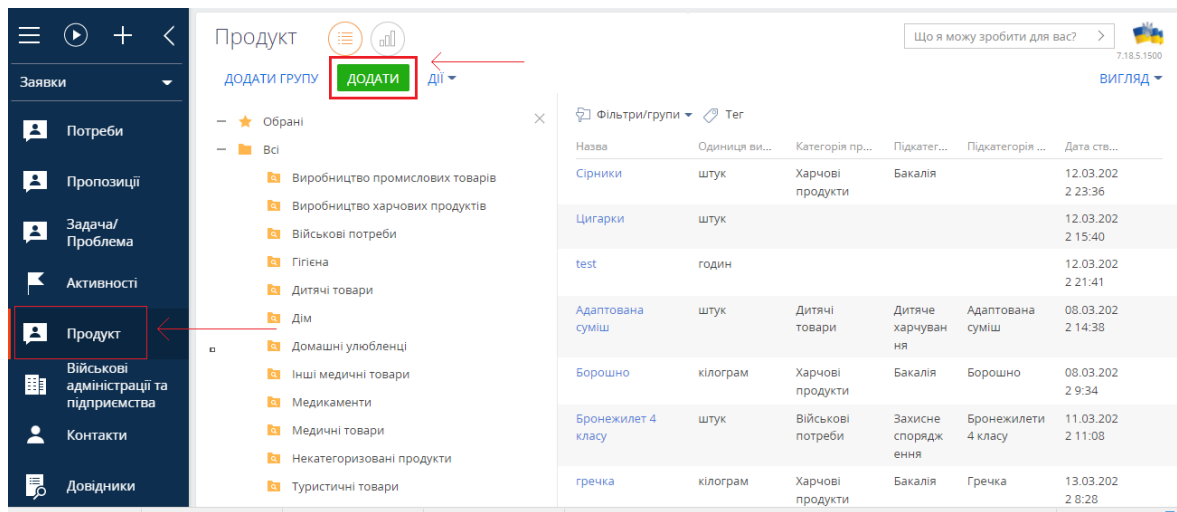 Продукт
Що я можу зробити для вас?
7.18.5.1500
Заявки
ДОДАТИ ГРУПУ
ДОДАТИ
ДІЇ
ВИГЛЯД
Потреби
Пропозиції
Задача/
Проблема
Активності
Продукт
Військові
адміністрації та
підприємства
Контакти
Довідники
Обрані
Всі
Виробництво промислових товарів
Виробництво харчових продуктів
Військові потреби
Гігієна
Дитячі товари
Дім
Домашні улюбленці
Інші медичні товари
Медикаменти
Медичні товари
Некатегоризовані продукти
Туристичні товари
Фільтри/групи
Тег
Назва Одиниця ви... Категорія пр... Підкатег... Підкатегорія ... Дата ств...
Сірники штук Харчові Бакалія 12.03.202
продукти 2 23:36
Цигарки штук 12.03.202
2 15:40
test годин 12.03.202
2 21:41
Адаптована штук Дитячі Дитяче Адаптована 08.03.202
суміш товари харчуван суміш 2 14:38
ня
Борошно кілограм Харчові Бакалія Борошно 08.03.202
продукти 2 9:34
Бронежилет 4 штук Військові Захисне Бронежилети 11.03.202
класу потреби спорядж 4 класу 2 11:08
ення
гречка кілограм Харчові Бакалія Гречка 13.03.202
продукти 2 8:28